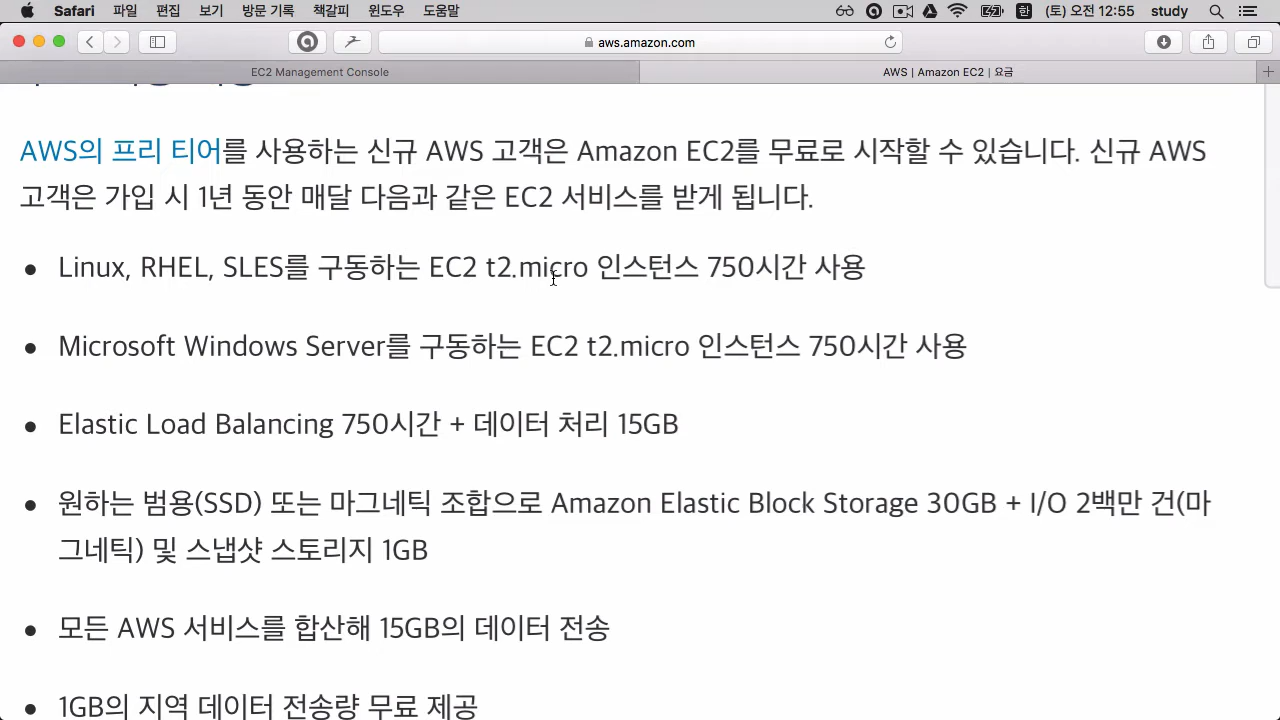 Safari 파일 편집 보기 방문 기록 책갈피 윈도우 도움말 한 (토) 오전 12:55 study
aws.amazon.com
EC2 Management Console
AWS | Amazon EC2 | 요금
AWS의 프리 티어를 사용하는 신규 AWS 고객은 Amazon EC2를 무료로 시작할 수 있습니다. 신규 AWS
고객은 가입 시 1년 동안 매달 다음과 같은 EC2 서비스를 받게 됩니다.
● Linux, RHEL, SLES를 구동하는 EC2 t2.micro 인스턴스 750시간 사용
● Microsoft Windows Server를 구동하는 EC2 t2.micro 인스턴스 750시간 사용
● Elastic Load Balancing 750시간 + 데이터 처리 15GB
● 원하는 범용(SSD) 또는 마그네틱 조합으로 Amazon Elastic Block Storage 30GB + I/O 2백만 건(마
그네틱) 및 스냅샷 스토리지 1GB
● 모든 AWS 서비스를 합산해 15GB의 데이터 전송
● 1GB의 지역 데이터 전송량 무료 제공